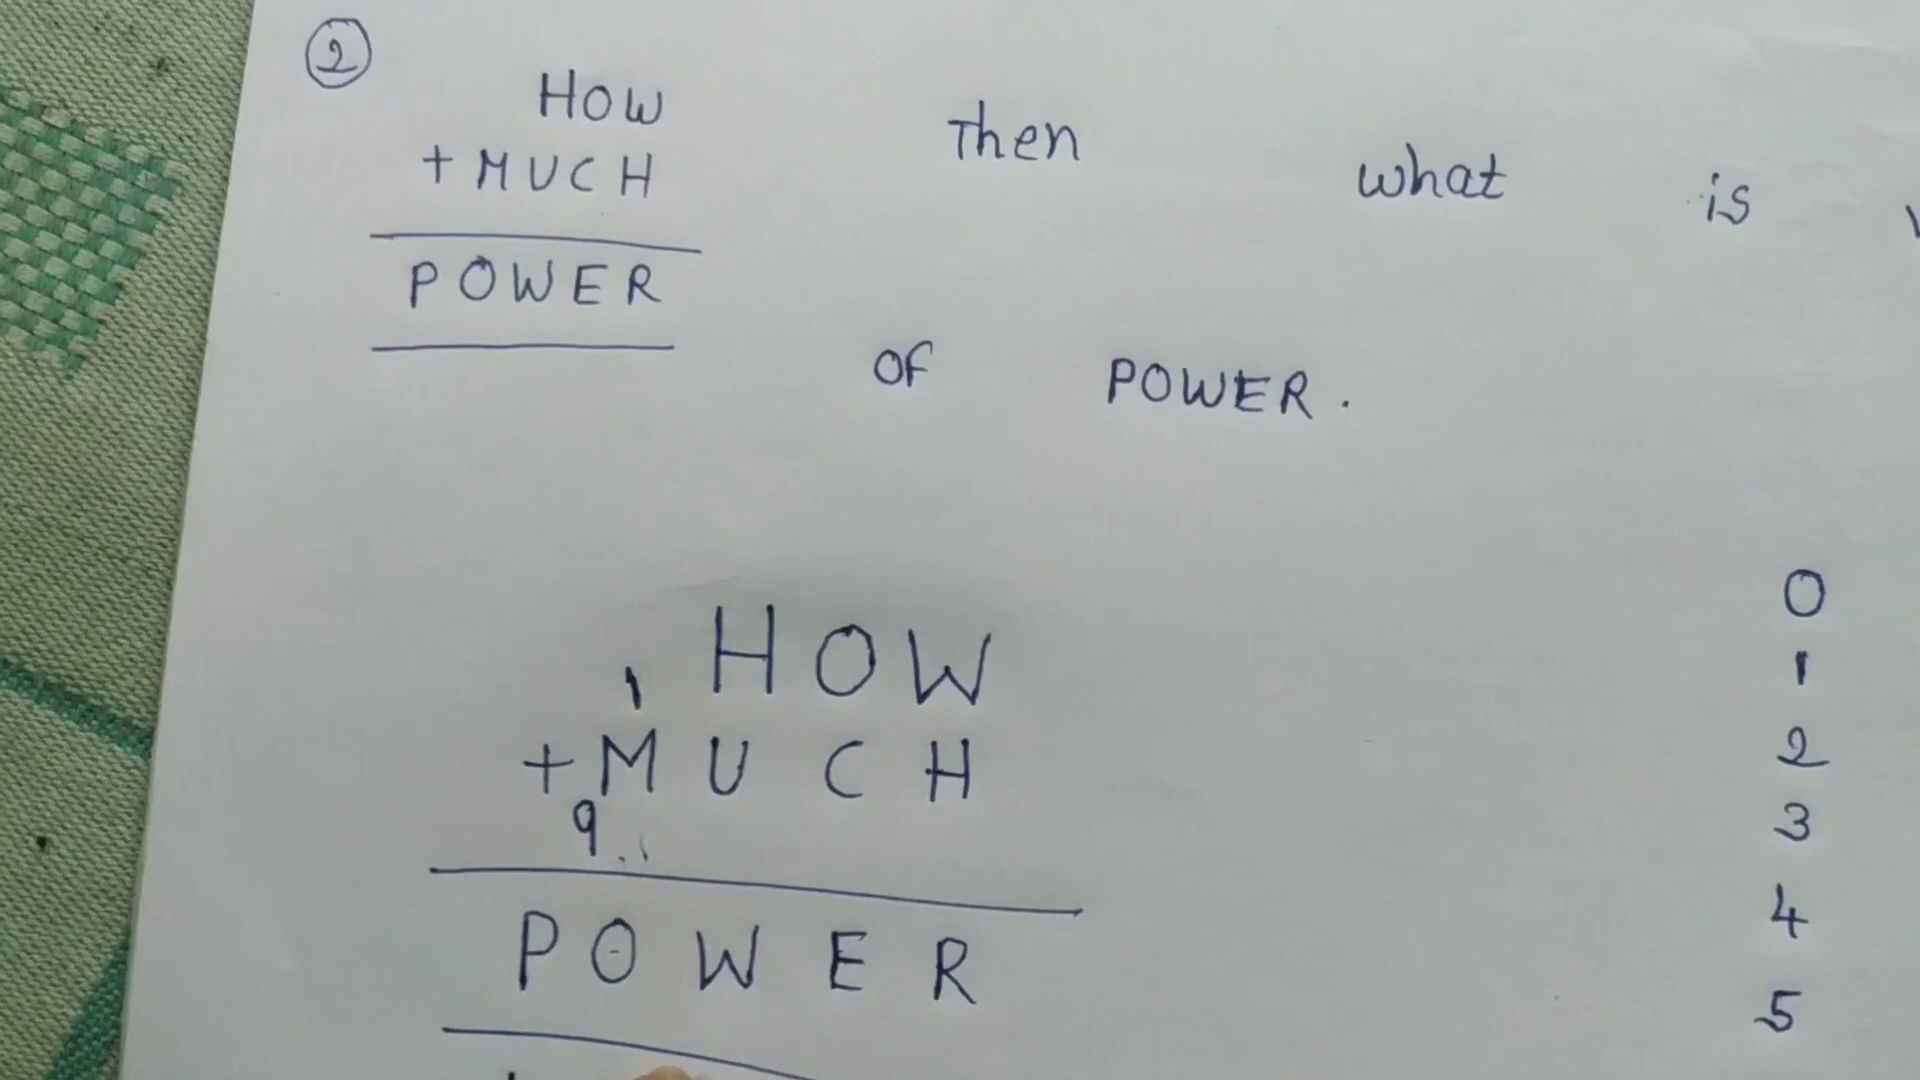 2
HOW
+ MUCH
POWER
Then what is
OF POWER.
1
HOW
+ MUCH
9
POWER
0
1
2
3
4
5